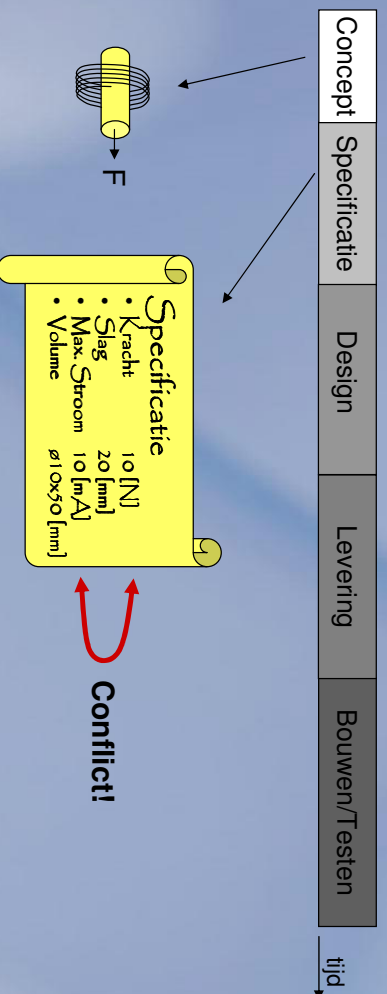 Concept Specificatie Design Levering Bouwen/Testen
tijd
F
Specificatie
• Kracht 10 [N]
• Slag 20 [mm]
• Max. Stroom 10 [mA]
• Volume ø10x50 [mm]
Conflict!